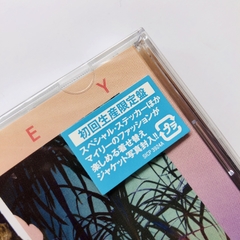 E Y
初回生産限定盤
スペシャル・ステッカーほか
マイリーのファッションが
楽しめる着せ替え
ジャケット写真封入!!
プラ